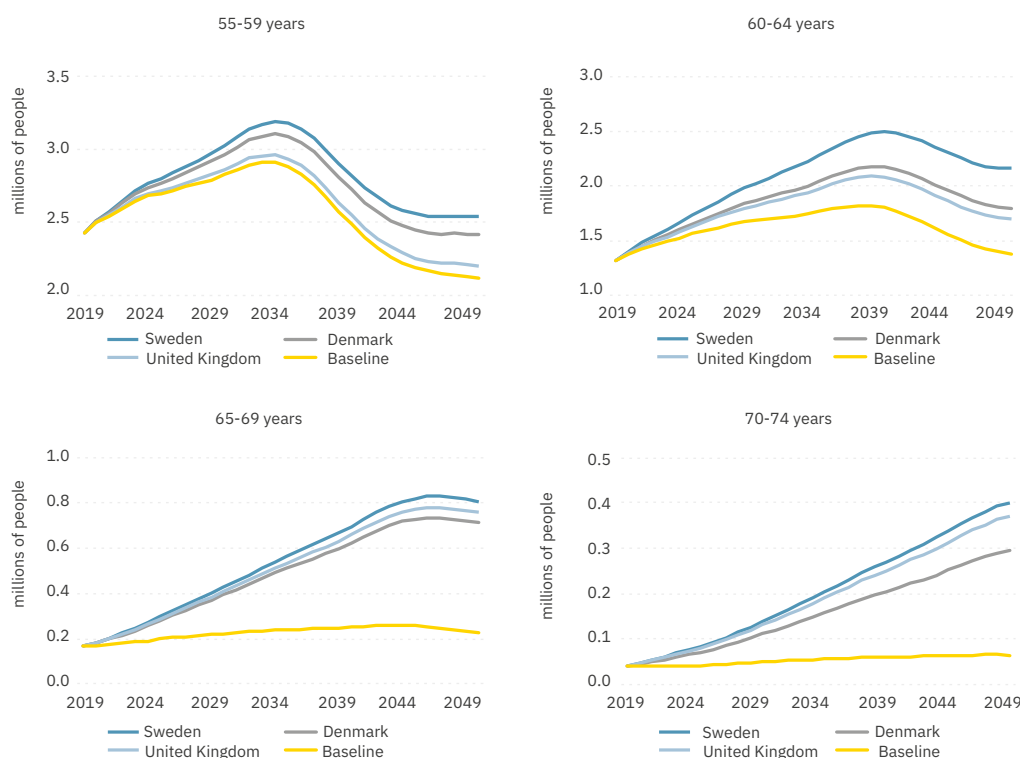 55-59 years
millions of people
3.5
3.0
2.5
2.0
2019 2024 2029 2034 2039 2044 2049
Sweden Denmark
United Kingdom Baseline
60-64 years
millions of people
3.0
2.5
2.0
1.5
1.0
2019 2024 2029 2034 2039 2044 2049
Sweden Denmark
United Kingdom Baseline
65-69 years
millions of people
1.0
0.8
0.6
0.4
0.2
0.0
2019 2024 2029 2034 2039 2044 2049
Sweden Denmark
United Kingdom Baseline
70-74 years
millions of people
0.5
0.4
0.3
0.2
0.1
0.0
2019 2024 2029 2034 2039 2044 2049
Sweden Denmark
United Kingdom Baseline